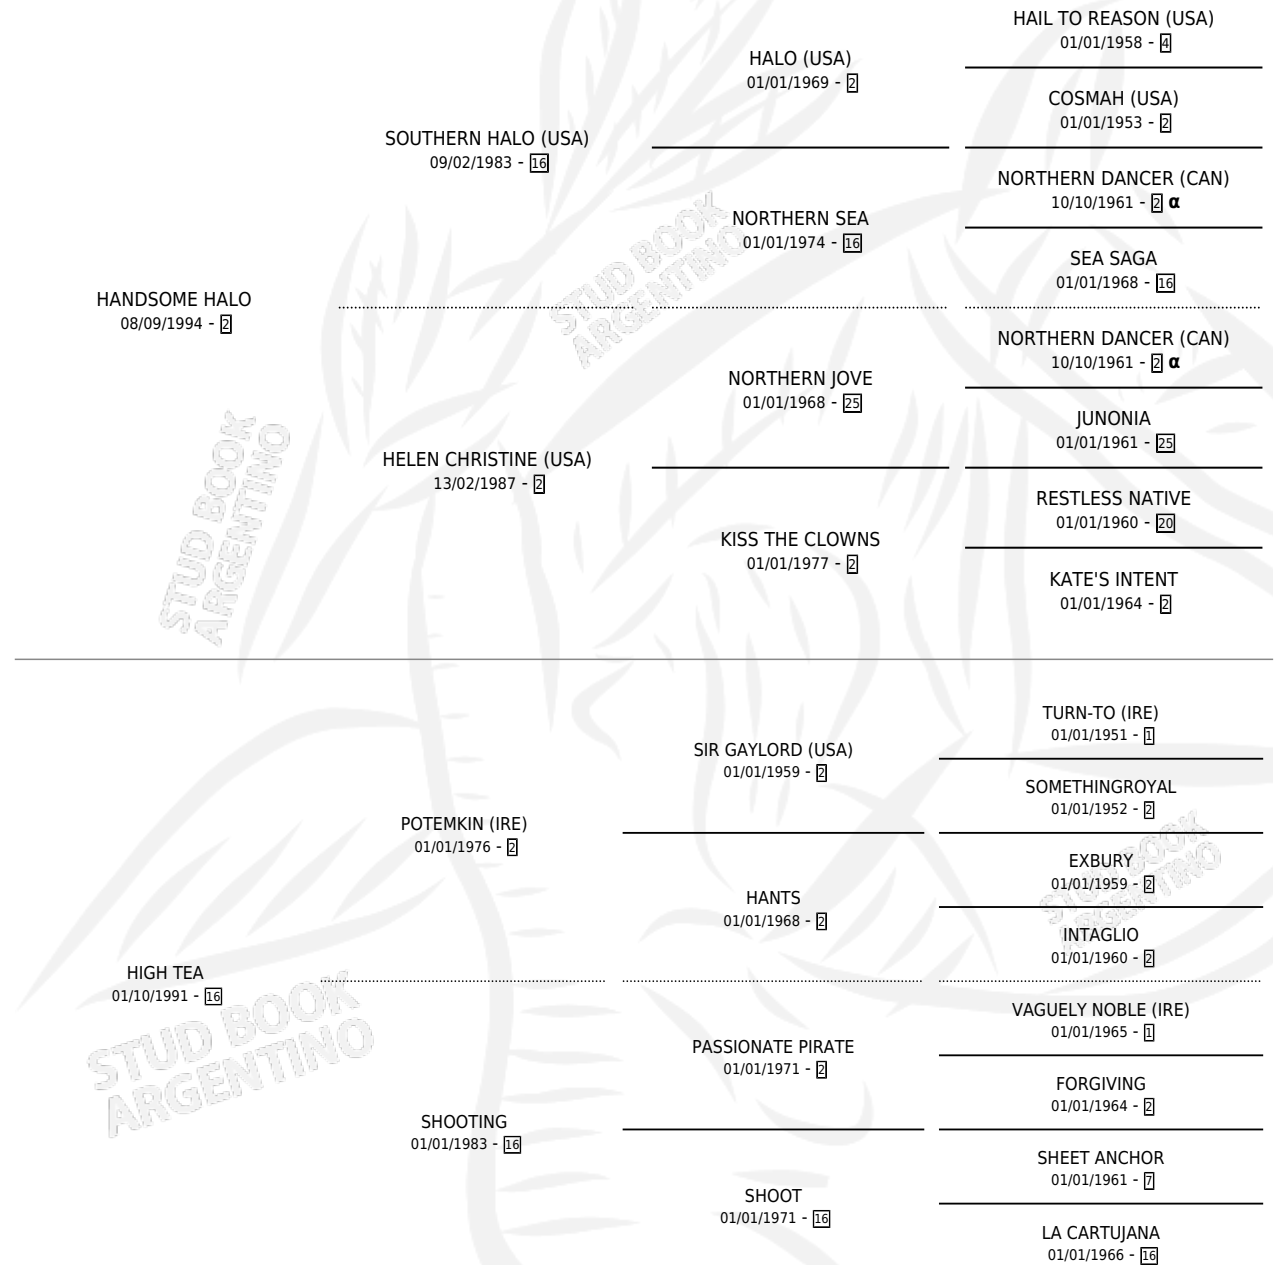 HAIL TO REASON (USA)
01/01/1958 - 4
HALO (USA)
01/01/1969 - 2
COSMAH (USA)
01/01/1953 - 2
SOUTHERN HALO (USA)
09/02/1983 - 16
NORTHERN DANCER (CAN)
10/10/1961 - 2 α
NORTHERN SEA
01/01/1974 - 16
SEA SAGA
01/01/1968 - 16
HANDSOME HALO
08/09/1994 - 2
NORTHERN DANCER (CAN)
10/10/1961 - 2 α
NORTHERN JOVE
01/01/1968 - 25
JUNONIA
01/01/1961 - 25
HELEN CHRISTINE (USA)
13/02/1987 - 2
RESTLESS NATIVE
01/01/1960 - 20
KISS THE CLOWNS
01/01/1977 - 2
KATE'S INTENT
01/01/1964 - 2
TURN-TO (IRE)
01/01/1951 - 1
SIR GAYLORD (USA)
01/01/1959 - 2
SOMETHINGROYAL
01/01/1952 - 2
POTEMKIN (IRE)
01/01/1976 - 2
EXBURY
01/01/1959 - 2
HANTS
01/01/1968 - 2
INTAGLIO
01/01/1960 - 2
HIGH TEA
01/10/1991 - 16
VAGUELY NOBLE (IRE)
01/01/1965 - 1
PASSIONATE PIRATE
01/01/1971 - 2
FORGIVING
01/01/1964 - 2
SHOOTING
01/01/1983 - 16
SHEET ANCHOR
01/01/1961 - 7
SHOOT
01/01/1971 - 16
LA CARTUJANA
01/01/1966 - 16
STUD BOOK
ARGENTINO
STUD BOOK
ARGENTINO
STUD BOOK
ARGENTINO
STUD BOOK
ARGENTINO